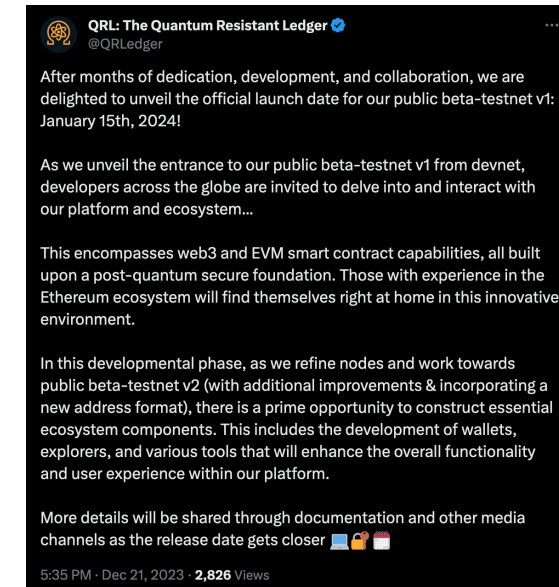 QRL: The Quantum Resistant Ledger
@QRLedger
After months of dedication, development, and collaboration, we are
delighted to unveil the official launch date for our public beta-testnet v1:
January 15th, 2024!
As we unveil the entrance to our public beta-testnet v1 from devnet,
developers across the globe are invited to delve into and interact with
our platform and ecosystem...
This encompasses web3 and EVM smart contract capabilities, all built
upon a post-quantum secure foundation. Those with experience in the
Ethereum ecosystem will find themselves right at home in this innovative
environment.
In this developmental phase, as we refine nodes and work towards
public beta-testnet v2 (with additional improvements & incorporating a
new address format), there is a prime opportunity to construct essential
ecosystem components. This includes the development of wallets,
explorers, and various tools that will enhance the overall functionality
and user experience within our platform.
More details will be shared through documentation and other media
channels as the release date gets closer 💻🔐🗓️
5:35 PM · Dec 21, 2023 · 2,826 Views